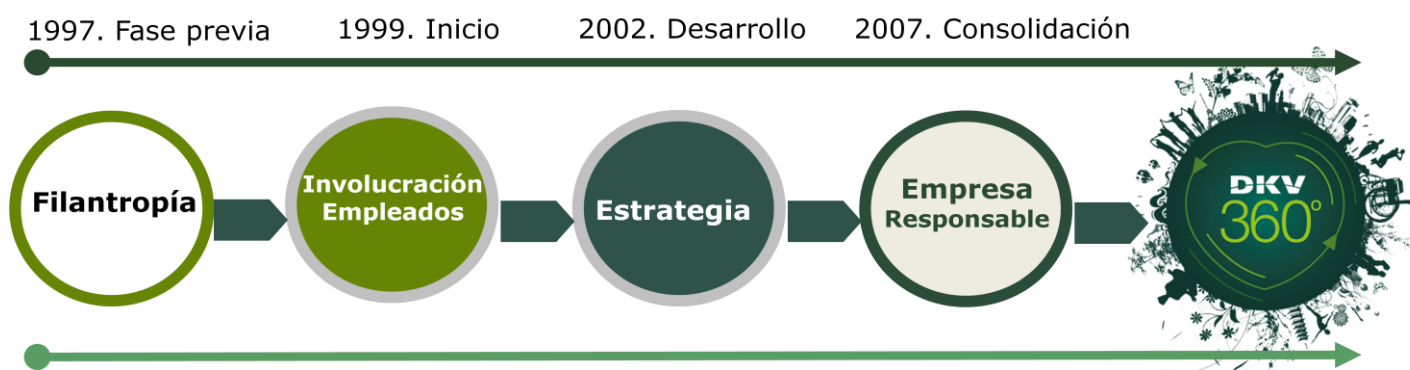 1997. Fase previa
1999. Inicio
2002. Desarrollo
2007. Consolidación
Filantropía
Involucración
Empleados
Estrategia
Empresa
Responsable
DKV
360°